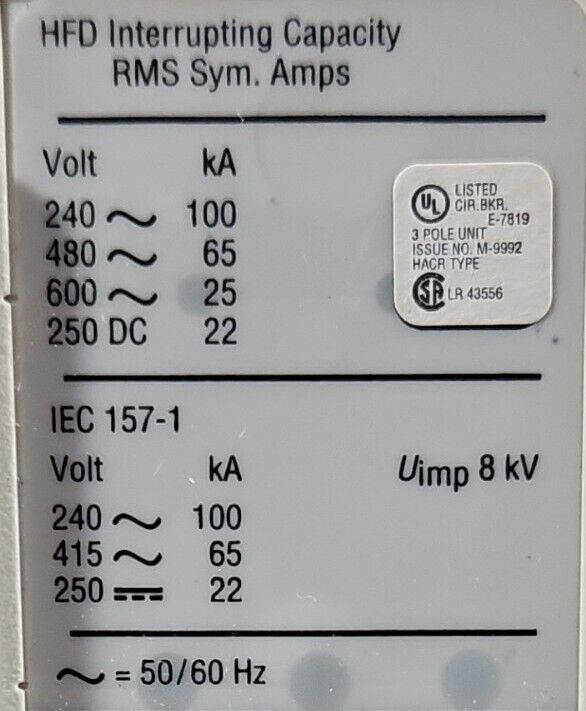 HFD Interrupting Capacity
RMS Sym. Amps
Volt kA
240 ~ 100
480 ~ 65
600 ~ 25
250 DC 22
UL LISTED
CIR.BKR.
E-7819
3 POLE UNIT
ISSUE NO. M-9992
HACR TYPE
SA LR 43556
IEC 157-1
Volt kA
Uimp 8 kV
240 ~ 100
415 ~ 65
250 ⎓ 22
~ = 50/60 Hz